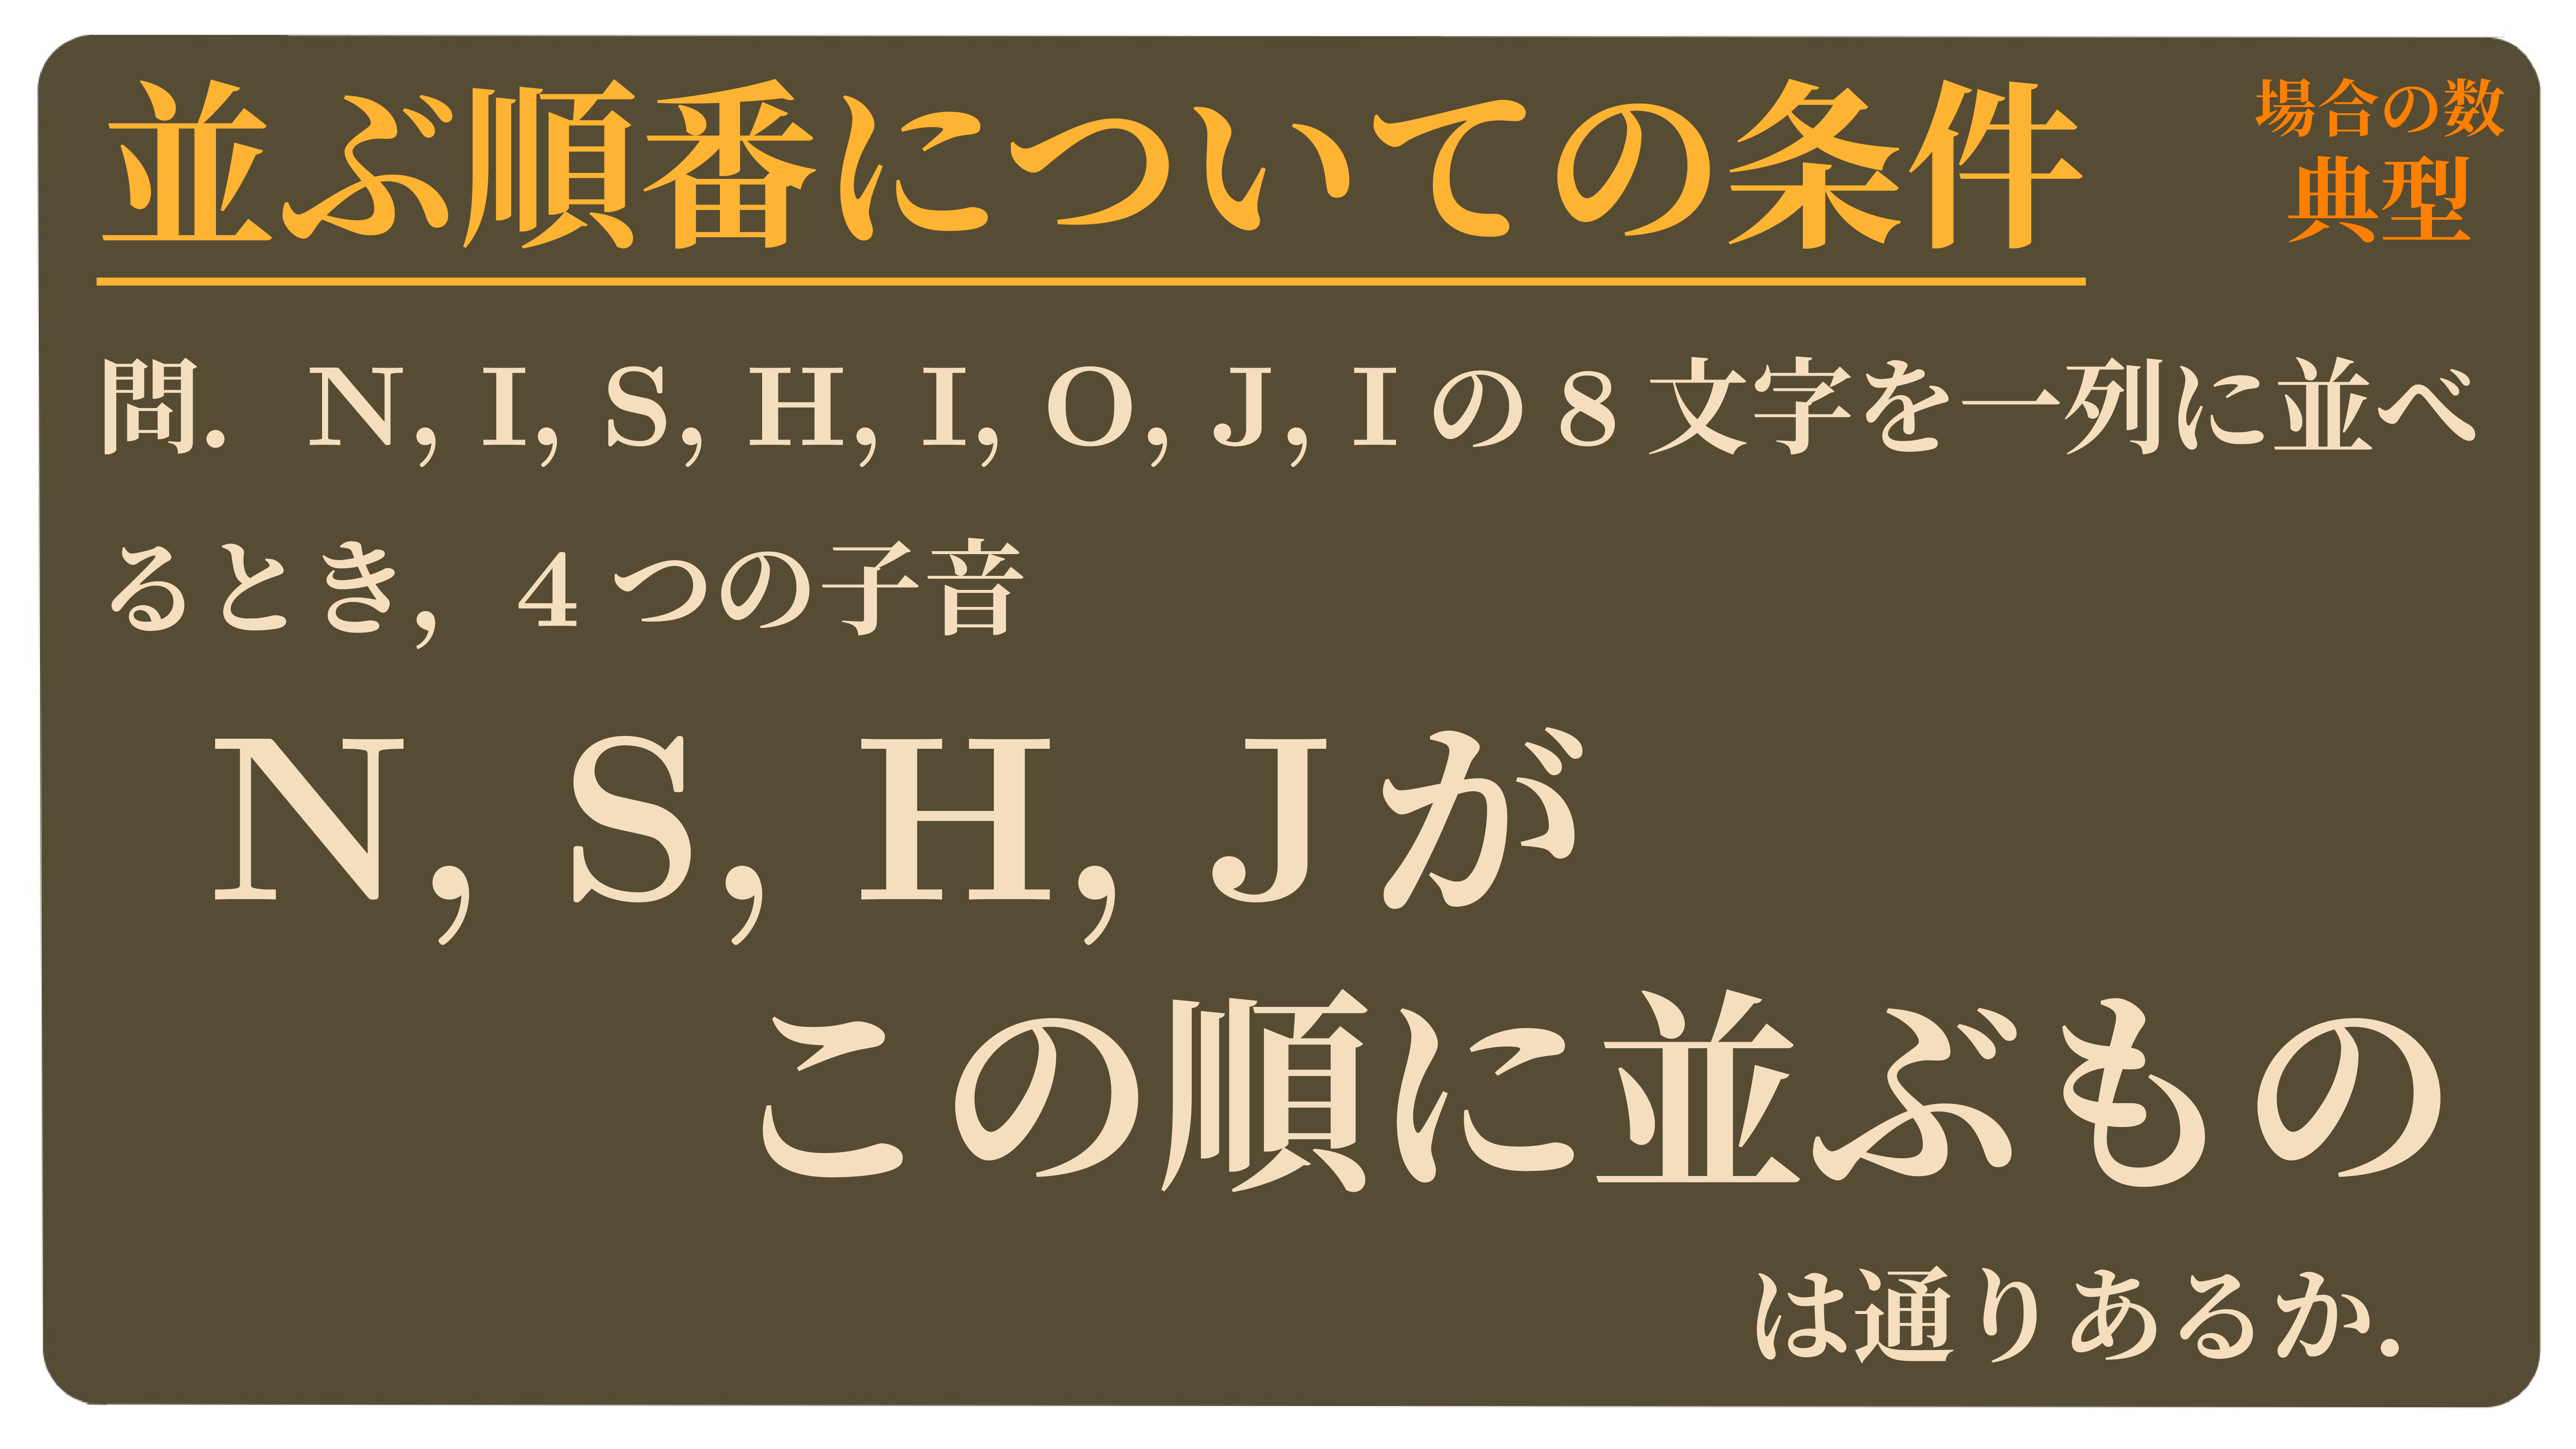 並ぶ順番についての条件
場合の数
典型
問. N, I, S, H, I, O, J, I の 8 文字を一列に並べ
るとき, 4 つの子音
N, S, H, J が
この順に並ぶもの
は通りあるか.